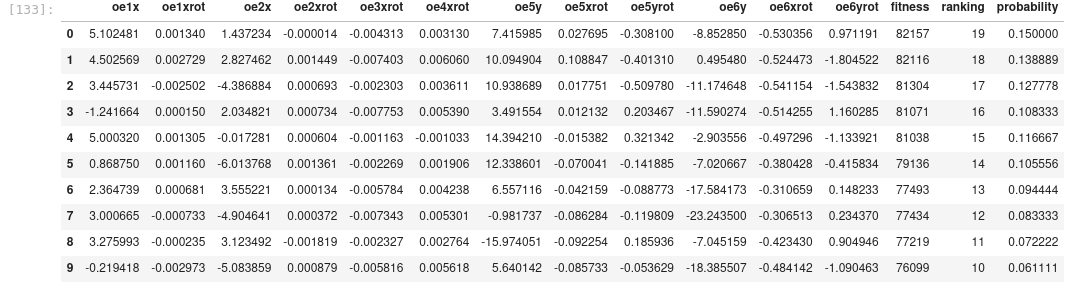 [133]: oe1x oe1xrot oe2x oe2xrot oe3xrot oe4xrot oe5y oe5xrot oe5yrot oe6y oe6xrot oe6yrot fitness ranking probability
0 5.102481 0.001340 1.437234 -0.000014 -0.004313 0.003130 7.415985 0.027695 -0.308100 -8.852850 -0.530356 0.971191 82157 19 0.150000
1 4.502569 0.002729 2.827462 0.001449 -0.007403 0.006060 10.094904 0.108847 -0.401310 0.495480 -0.524473 -1.804522 82116 18 0.138889
2 3.445731 -0.002502 -4.386884 0.000693 -0.002303 0.003611 10.938689 0.017751 -0.509780 -11.174648 -0.541154 -1.543832 81304 17 0.127778
3 -1.241664 0.000150 2.034821 0.000734 -0.007753 0.005390 3.491554 0.012132 0.203467 -11.590274 -0.514255 1.160285 81071 16 0.108333
4 5.000320 0.001305 -0.017281 0.000604 -0.001163 -0.001033 14.394210 -0.015382 0.321342 -2.903556 -0.497296 -1.133921 81038 15 0.116667
5 0.868750 0.001160 -6.013768 0.001361 -0.002269 0.001906 12.338601 -0.070041 -0.141885 -7.020667 -0.380428 -0.415834 79136 14 0.105556
6 2.364739 0.000681 3.555221 0.000134 -0.005784 0.004238 6.557116 -0.042159 -0.088773 -17.584173 -0.310659 0.148233 77493 13 0.094444
7 3.000665 -0.000733 -4.904641 0.000372 -0.007343 0.005301 -0.981737 -0.086284 -0.119809 -23.243500 -0.306513 0.234370 77434 12 0.083333
8 3.275993 -0.000235 3.123492 -0.001819 -0.002327 0.002764 -15.974051 -0.092254 0.185936 -7.045159 -0.423430 0.904946 77219 11 0.072222
9 -0.219418 -0.002973 -5.083859 0.000879 -0.005816 0.005618 5.640142 -0.085733 -0.053629 -18.385506 -0.484142 -1.090463 76099 10 0.061111